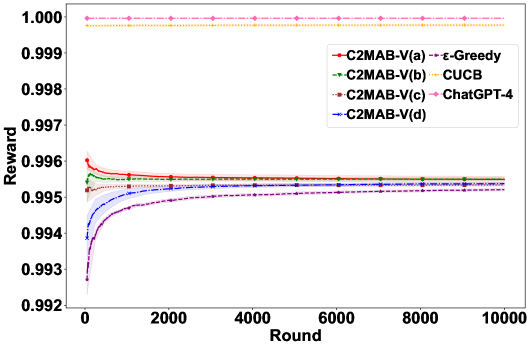 1.000
0.999
0.998
0.997
0.996
0.995
0.994
0.993
0.992
Reward
C2MAB-V(a)
C2MAB-V(b)
C2MAB-V(c)
C2MAB-V(d)
ε-Greedy
CUCB
ChatGPT-4
0 2000 4000 6000 8000 10000
Round